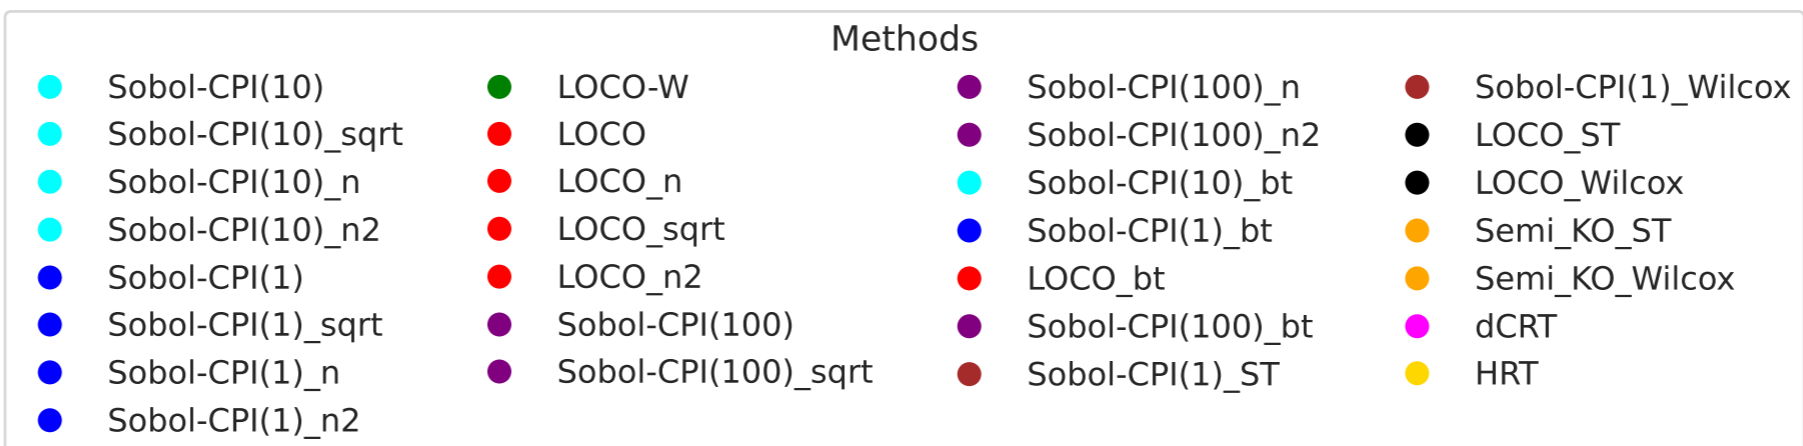 Methods
Sobol-CPI(10)
Sobol-CPI(10)_sqrt
Sobol-CPI(10)_n
Sobol-CPI(10)_n2
Sobol-CPI(1)
Sobol-CPI(1)_sqrt
Sobol-CPI(1)_n
Sobol-CPI(1)_n2
LOCO-W
LOCO
LOCO_n
LOCO_sqrt
LOCO_n2
Sobol-CPI(100)
Sobol-CPI(100)_sqrt
Sobol-CPI(100)_n
Sobol-CPI(100)_n2
Sobol-CPI(10)_bt
Sobol-CPI(1)_bt
LOCO_bt
Sobol-CPI(100)_bt
Sobol-CPI(1)_ST
Sobol-CPI(1)_Wilcox
LOCO_ST
LOCO_Wilcox
Semi_KO_ST
Semi_KO_Wilcox
dCRT
HRT